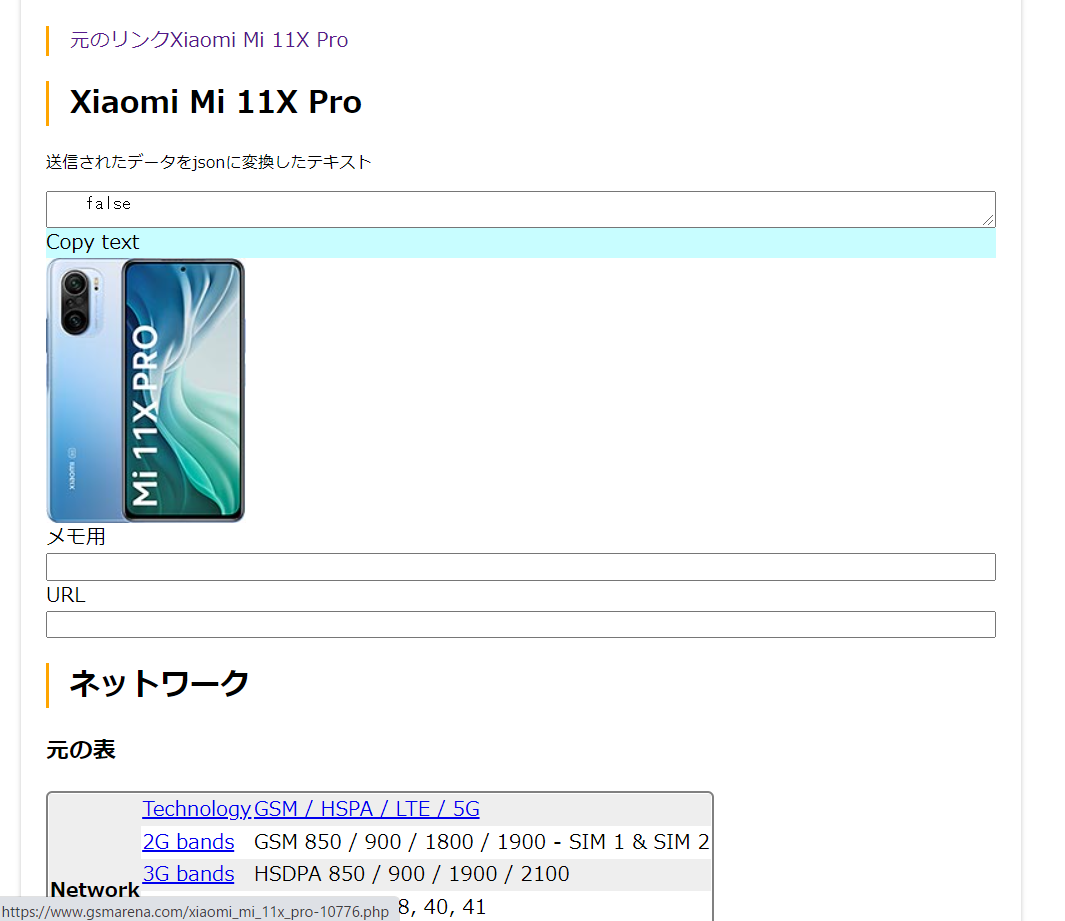 元のリンクXiaomi Mi 11X Pro
Xiaomi Mi 11X Pro
送信されたデータをjsonに変換したテキスト
false
Copy text
Mi 11X PRO
xiaomi
メモ用
URL
ネットワーク
元の表
Technology GSM / HSPA / LTE / 5G
2G bands GSM 850 / 900 / 1800 / 1900 - SIM 1 & SIM 2
3G bands HSDPA 850 / 900 / 1900 / 2100
Network
8, 40, 41
https://www.gsmarena.com/xiaomi_mi_11x_pro-10776.php